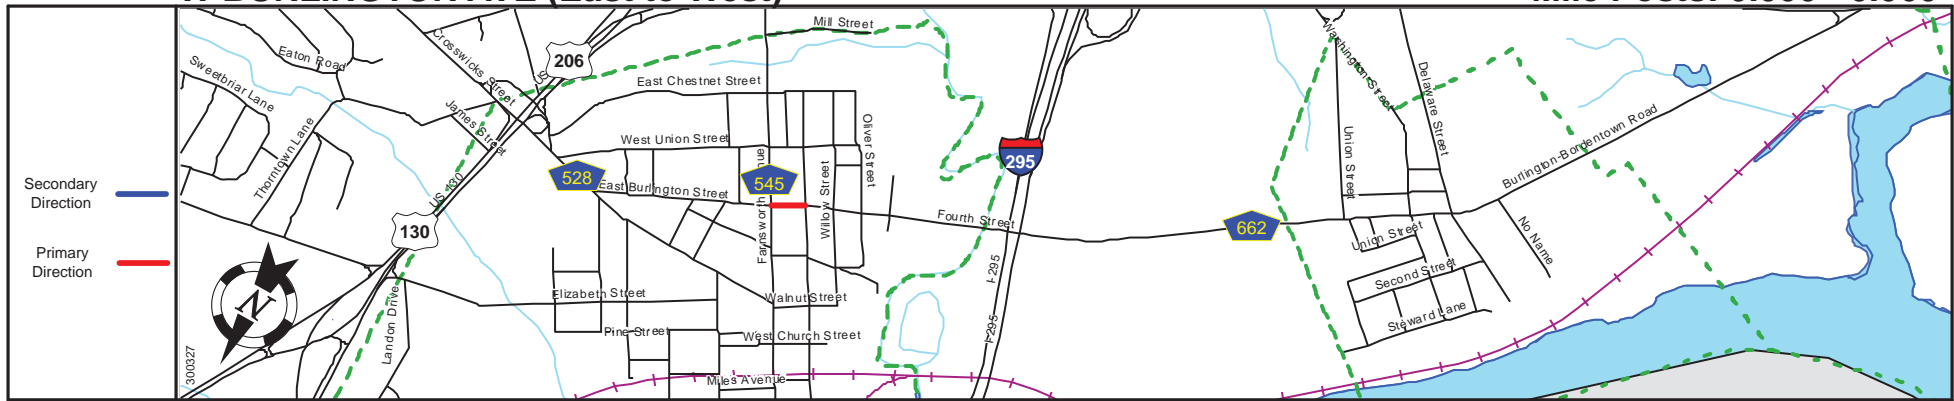 Mill Street
Eaton Road
Crosswicks Street
206
US
Sweetbriar Lane
East Chestnet Street
James Street
Washington Street
Delaware Street
Thorntown Lane
West Union Street
Oliver Street
295
Burlington-Bordentown Road
Union Street
Secondary
Direction
528
East Burlington Street
545
Farnsworth
Willow Street
US 130
130
Fourth Street
662
Union Street
No Name
Primary
Direction
N
I-295
Second Street
Elizabeth Street
Walnut Street
Steward Lane
Landon Drive
Pine Street
West Church Street
I-295
300327
Miles Avenue